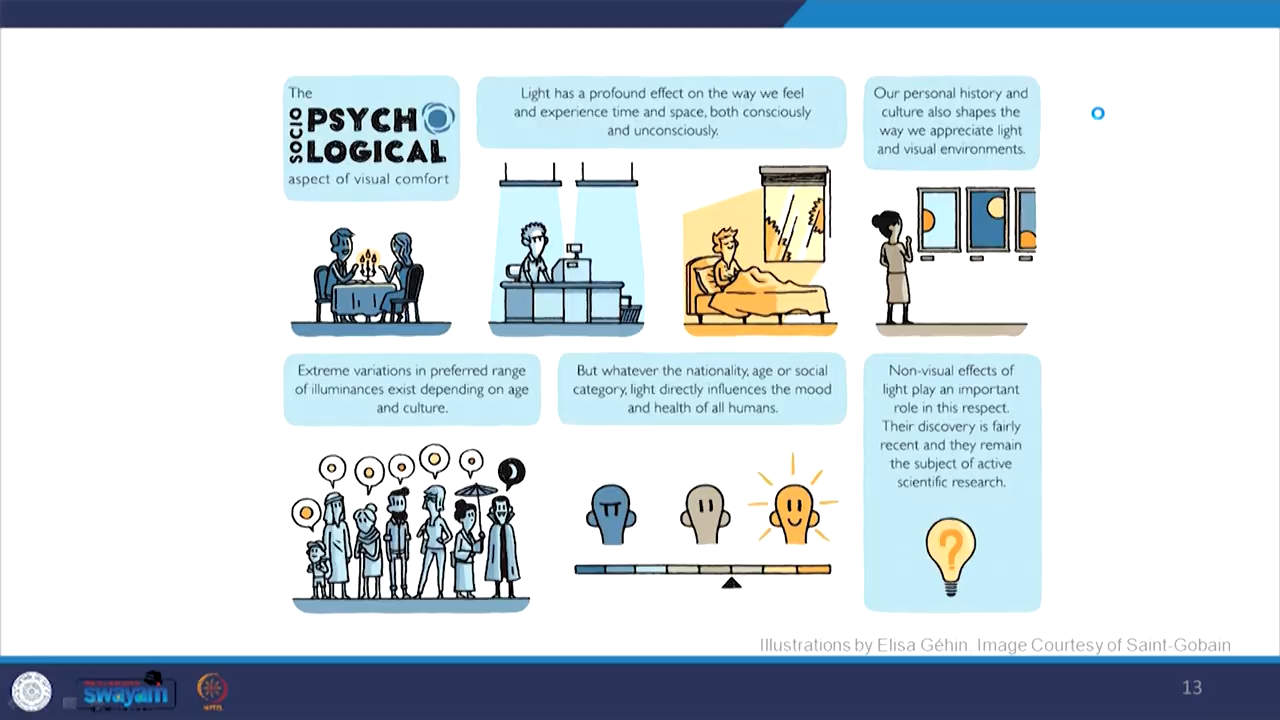 The
SOCIO PSYCHOLOGICAL
aspect of visual comfort
Light has a profound effect on the way we feel
and experience time and space, both consciously
and unconsciously.
Our personal history and
culture also shapes the
way we appreciate light
and visual environments.
Extreme variations in preferred range
of illuminances exist depending on age
and culture.
But whatever the nationality, age or social
category, light directly influences the mood
and health of all humans.
Non-visual effects of
light play an important
role in this respect.
Their discovery is fairly
recent and they remain
the subject of active
scientific research.
?
Illustrations by Elisa Géhin. Image Courtesy of Saint-Gobain
swayam
13